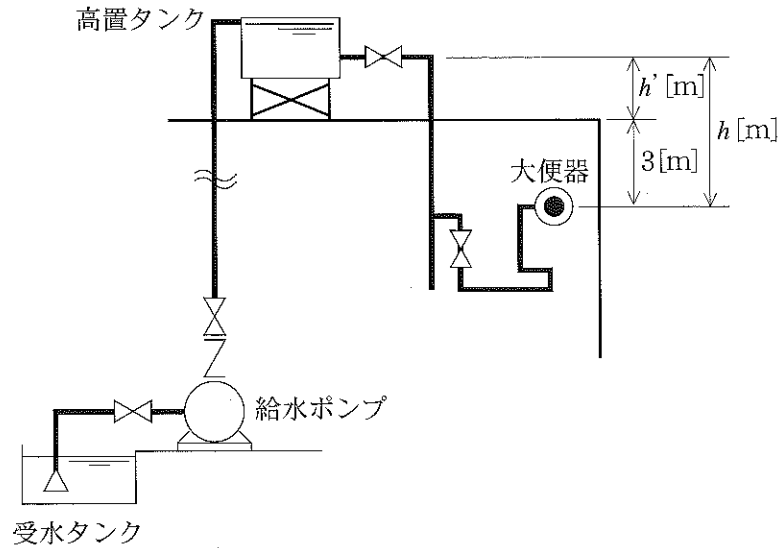 高置タンク
h' [m]
h [m]
3 [m]
大便器
給水ポンプ
受水タンク